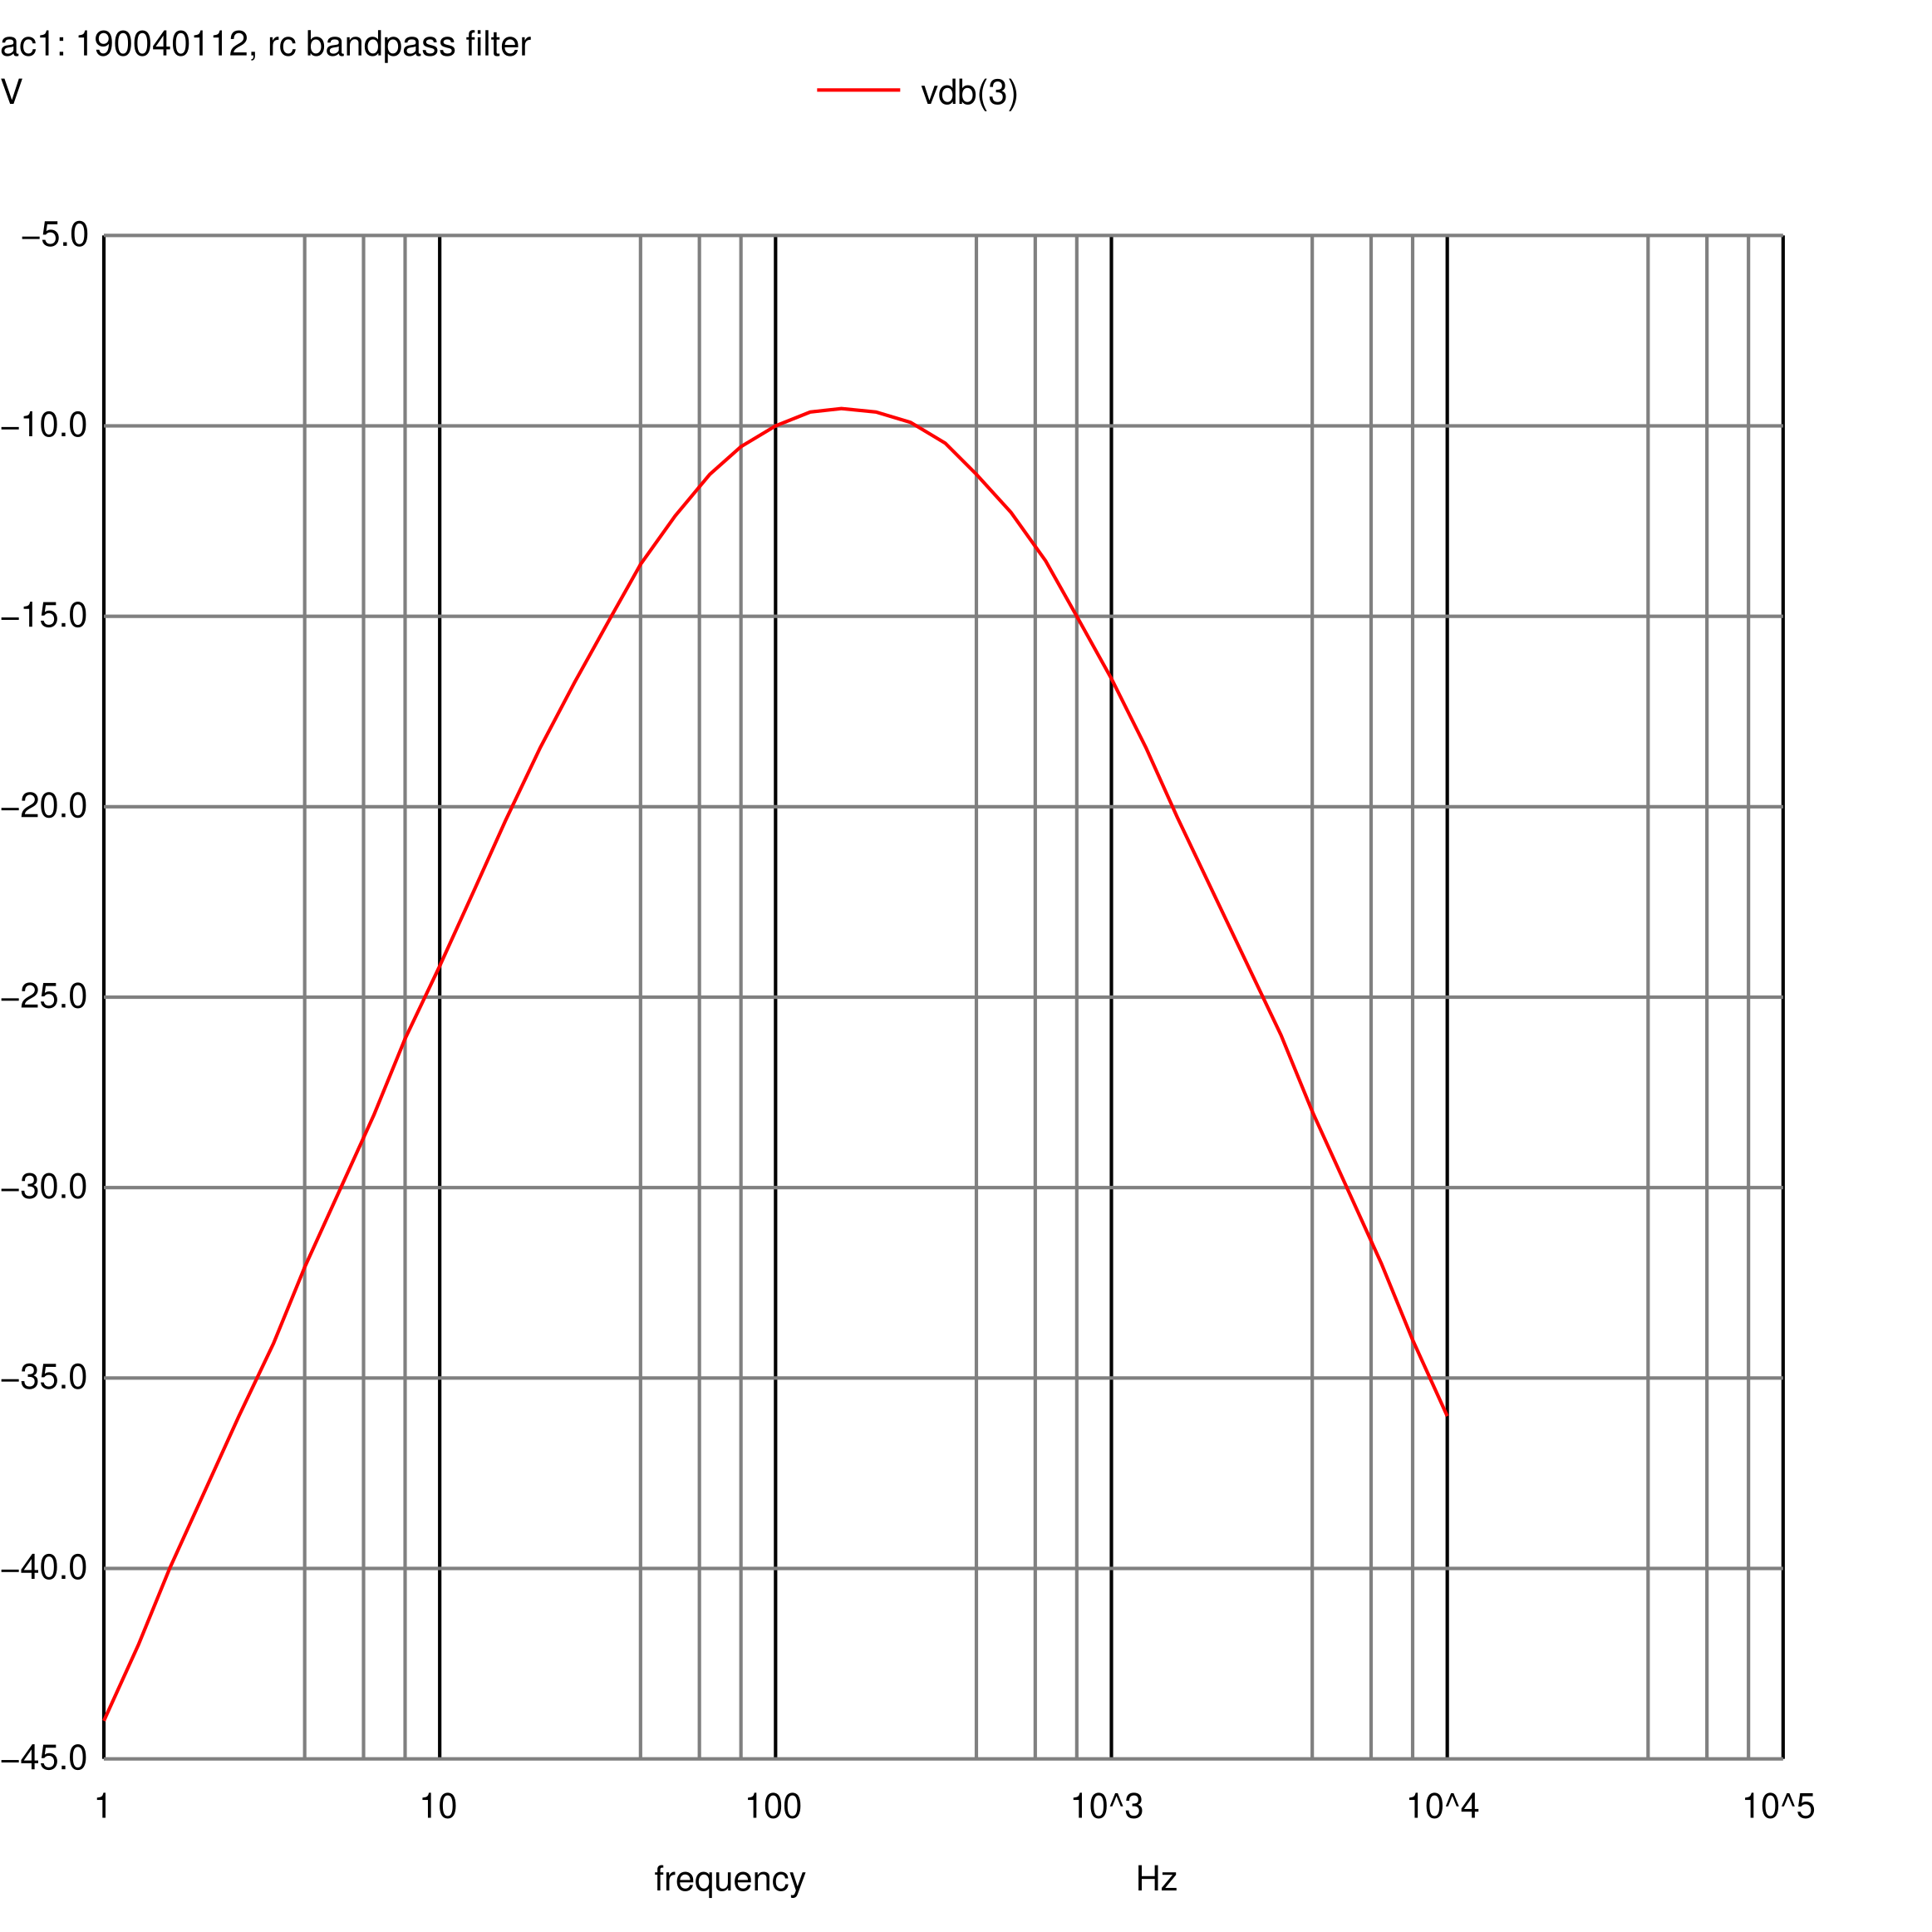 ac1: 190040112, rc bandpass filter
V
vdb(3)
−5.0
−10.0
−15.0
−20.0
−25.0
−30.0
−35.0
−40.0
−45.0
1 10 100 10^3 10^4 10^5
frequency Hz